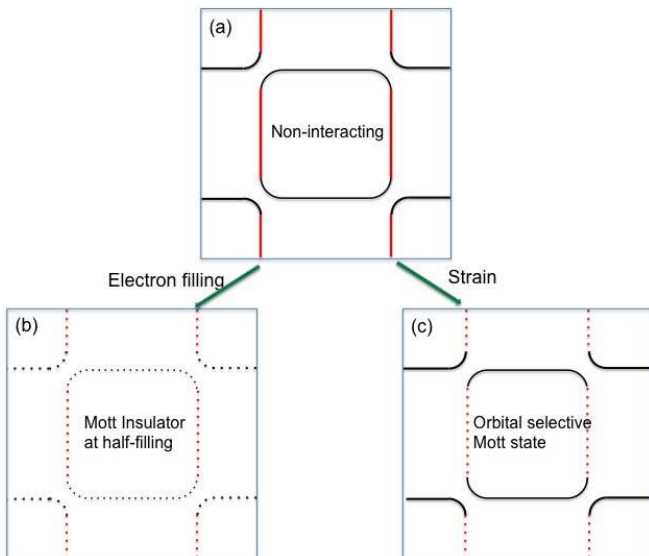 (a)
Non-interacting
Electron filling
Strain
(b)
Mott Insulator
at half-filling
(c)
Orbital selective
Mott state